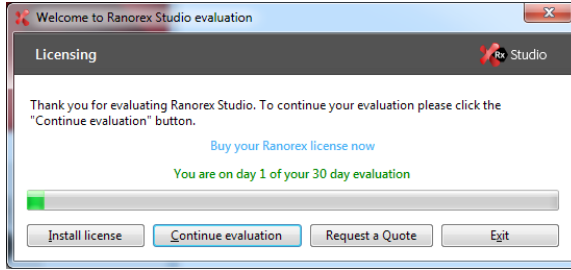 Welcome to Ranorex Studio evaluation
Licensing
Rx Studio
Thank you for evaluating Ranorex Studio. To continue your evaluation please click the
"Continue evaluation" button.
Buy your Ranorex license now
You are on day 1 of your 30 day evaluation
Install license Continue evaluation Request a Quote Exit